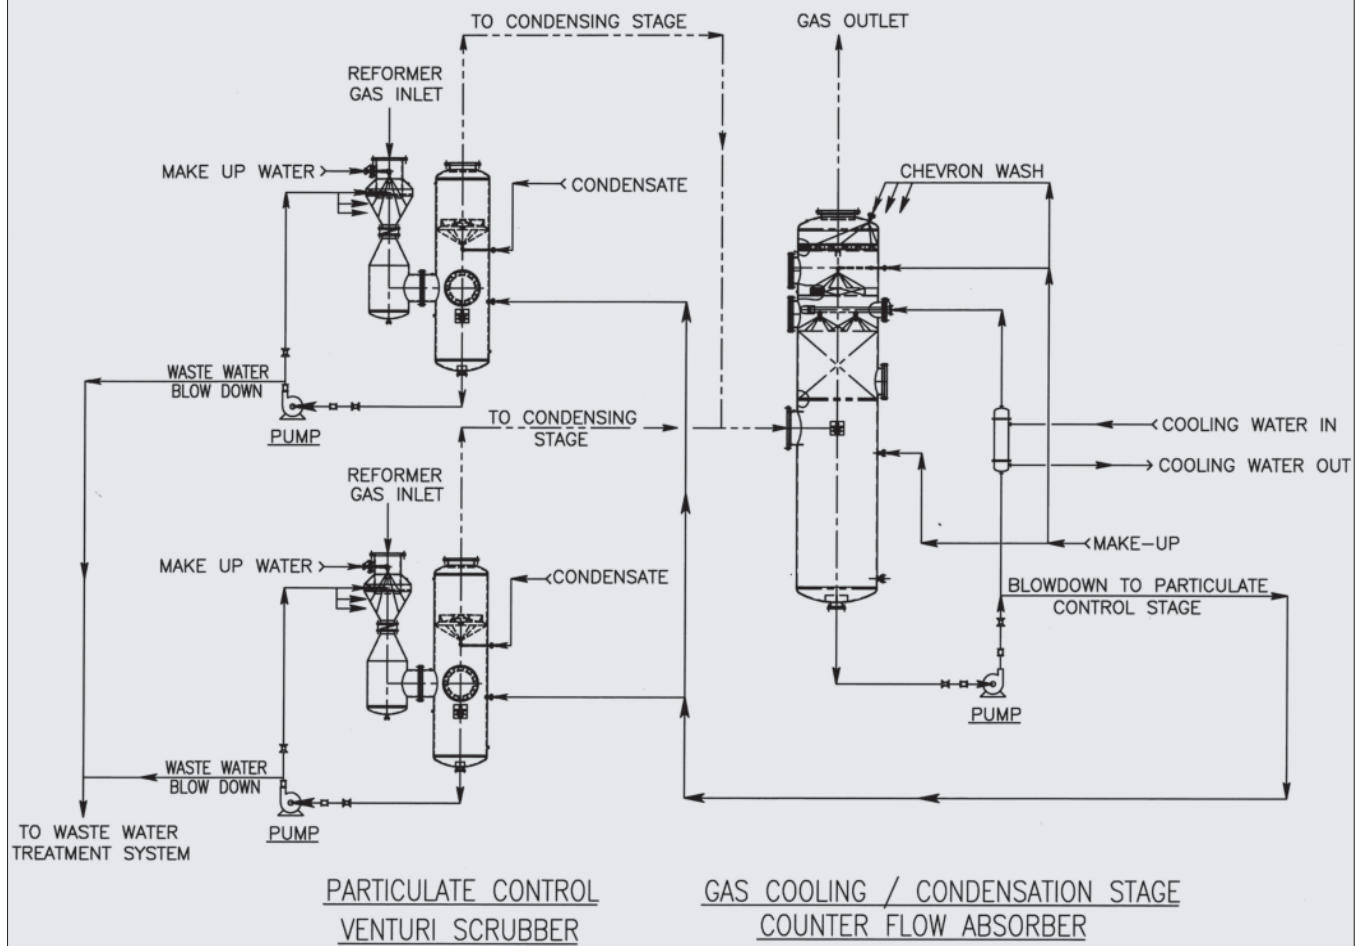 TO CONDENSING STAGE
GAS OUTLET
REFORMER
GAS INLET
MAKE UP WATER
CONDENSATE
CHEVRON WASH
WASTE WATER
BLOW DOWN
PUMP
TO CONDENSING
STAGE
COOLING WATER IN
COOLING WATER OUT
REFORMER
GAS INLET
MAKE UP WATER
CONDENSATE
MAKE-UP
BLOWDOWN TO PARTICULATE
CONTROL STAGE
PUMP
WASTE WATER
BLOW DOWN
PUMP
TO WASTE WATER
TREATMENT SYSTEM
PARTICULATE CONTROL
VENTURI SCRUBBER
GAS COOLING / CONDENSATION STAGE
COUNTER FLOW ABSORBER